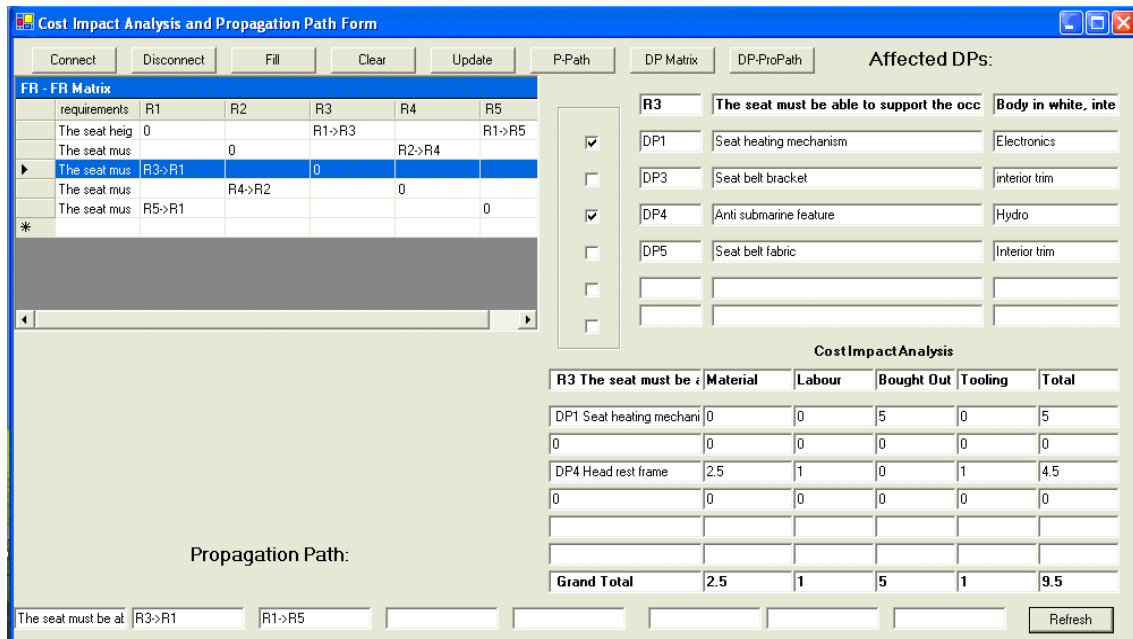 Cost Impact Analysis and Propagation Path Form
Connect Disconnect Fill Clear Update P-Path DP Matrix DP-ProPath Affected DPs:
FR - FR Matrix
requirements R1 R2 R3 R4 R5
The seat heig 0 R1->R3 R1->R5
The seat mus 0 R2->R4
The seat mus R3->R1 0
The seat mus R4->R2 0
The seat mus R5->R1 0
R3 The seat must be able to support the occ Body in white, inte
DP1 Seat heating mechanism Electronics
DP3 Seat belt bracket interior trim
DP4 Anti submarine feature Hydro
DP5 Seat belt fabric Interior trim
Cost Impact Analysis
R3 The seat must be a Material Labour Bought Out Tooling Total
DP1 Seat heating mechani 0 0 5 0 5
0 0 0 0 0 0
DP4 Head rest frame 2.5 1 0 1 4.5
0 0 0 0 0 0
Grand Total 2.5 1 5 1 9.5
Propagation Path:
The seat must be al R3->R1 R1->R5 Refresh